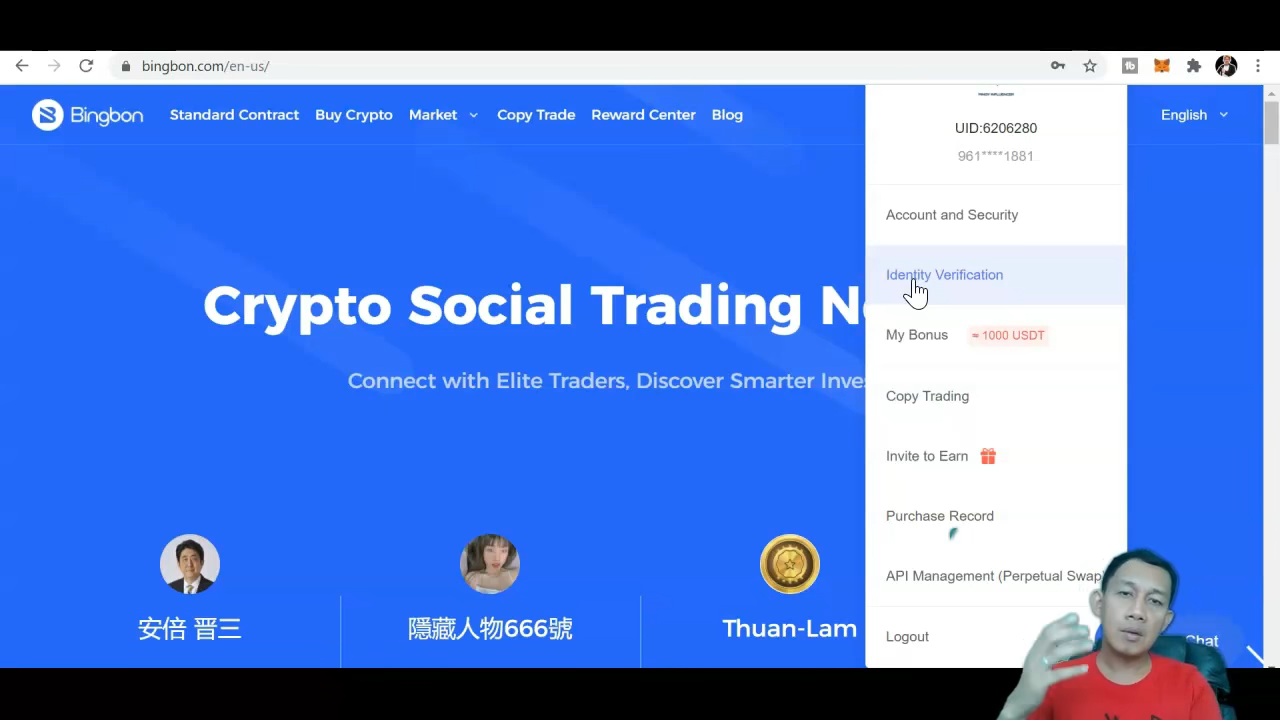 bingbon.com/en-us/
Bingbon
Standard Contract
Buy Crypto
Market
Copy Trade
Reward Center
Blog
English
UID:6206280
961****1881
Account and Security
Identity Verification
My Bonus
≈ 1000 USDT
Copy Trading
Invite to Earn
Purchase Record
API Management (Perpetual Swap)
Logout
Crypto Social Trading N
Connect with Elite Traders, Discover Smarter Inves
安倍 晋三
隱藏人物666號
Thuan-Lam
Chat